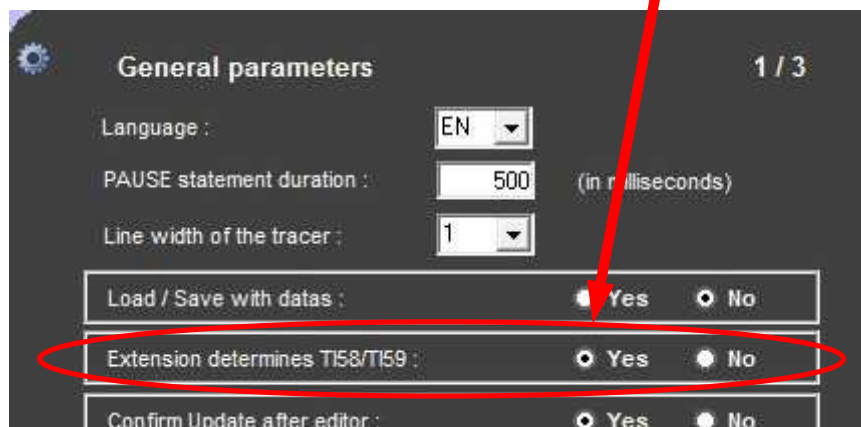 General parameters 1 / 3
Language : EN
PAUSE statement duration : 500 (in milliseconds)
Line width of the tracer : 1
Load / Save with datas : Yes No
Extension determines TI58/TI59 : Yes No
Confirm Update after editor : Yes No